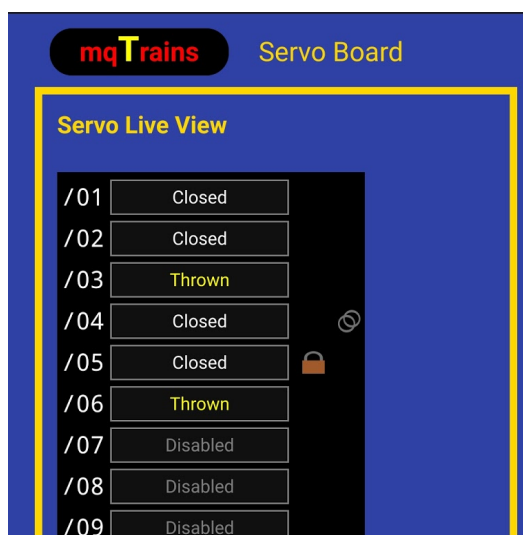 mqTrains Servo Board
Servo Live View
/01 Closed
/02 Closed
/03 Thrown
/04 Closed
/05 Closed
/06 Thrown
/07 Disabled
/08 Disabled
/09 Disabled